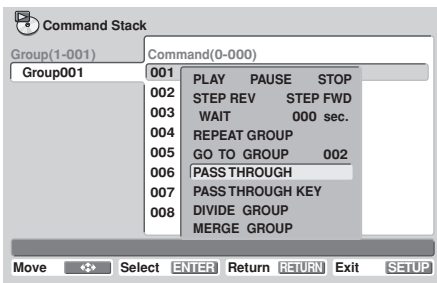 Command Stack
Group(1-001) Command(0-000)
Group001 001
002
003
004
005
006
007
008
PLAY PAUSE STOP
STEP REV STEP FWD
WAIT 000 sec.
REPEAT GROUP
GO TO GROUP 002
PASS THROUGH
PASS THROUGH KEY
DIVIDE GROUP
MERGE GROUP
Move Select ENTER Return RETURN Exit SETUP